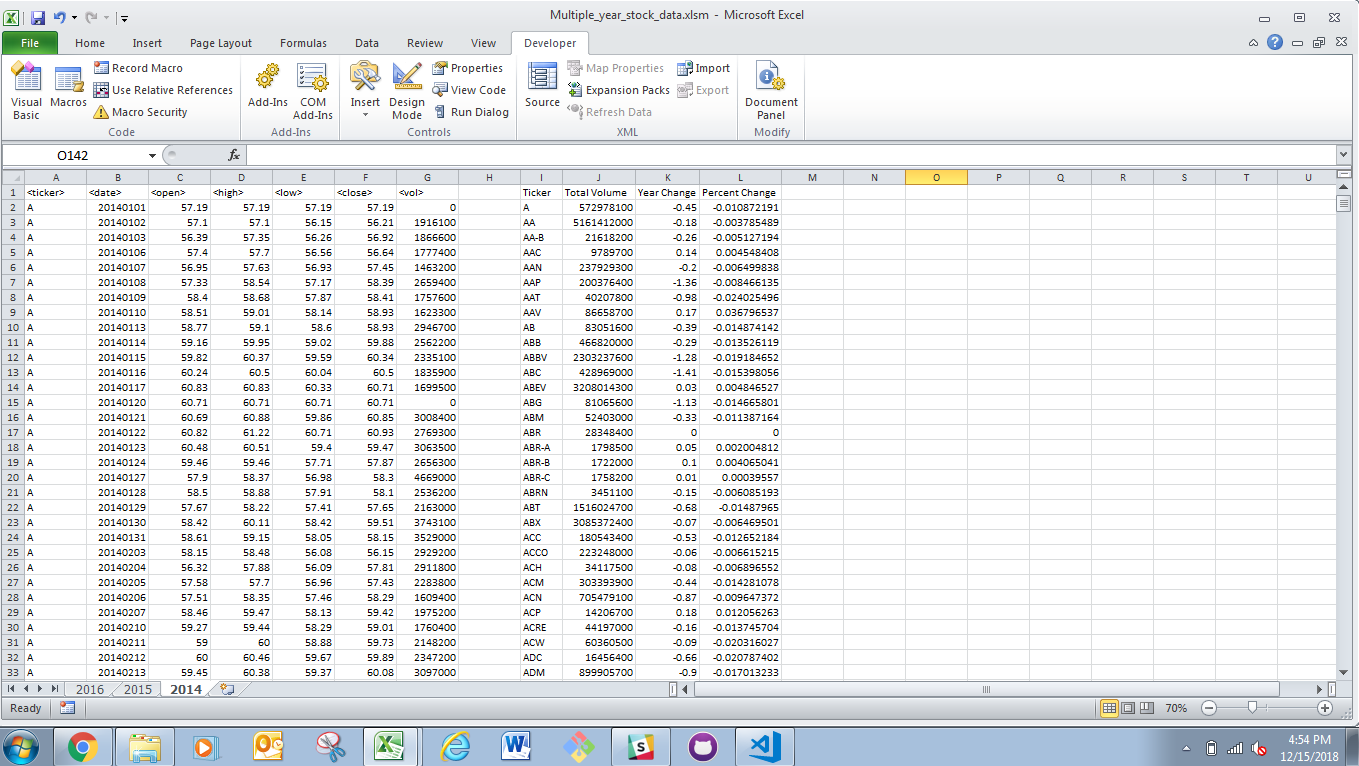 Multiple_year_stock_data.xlsm - Microsoft Excel
File Home Insert Page Layout Formulas Data Review View Developer
Visual Basic
Macros
Record Macro
Use Relative References
Macro Security
Code
Add-Ins
COM Add-Ins
Add-Ins
Insert
Design Mode
Properties
View Code
Run Dialog
Controls
Source
Map Properties
Expansion Packs
Refresh Data
Import
Export
XML
Document Panel
Modify
O142 fx
A B C D E F G H I J K L M N O P Q R S T U
1 <ticker> <date> <open> <high> <low> <close> <vol> Ticker Total Volume Year Change Percent Change
2 A 20140101 57.19 57.19 57.19 57.19 0 A 572978100 -0.45 -0.010872191
3 A 20140102 57.1 57.1 56.15 56.21 1916100 AA 5161412000 -0.18 -0.003785489
4 A 20140103 56.39 57.35 56.26 56.92 1866600 AA-B 21618200 -0.26 -0.005127194
5 A 20140106 57.4 57.7 56.56 56.64 1777400 AAC 9789700 0.14 0.004548408
6 A 20140107 56.95 57.63 56.93 57.45 1463200 AAN 237929300 -0.2 -0.006499838
7 A 20140108 57.33 58.54 57.17 58.39 2659400 AAP 200376400 -1.36 -0.008466135
8 A 20140109 58.4 58.68 57.87 58.41 1757600 AAT 40207800 -0.98 -0.024025496
9 A 20140110 58.51 59.01 58.14 58.93 1623300 AAV 86658700 0.17 0.036796537
10 A 20140113 58.77 59.1 58.6 58.93 2946700 AB 83051600 -0.39 -0.014874142
11 A 20140114 59.16 59.95 59.02 59.88 2562200 ABB 466820000 -0.29 -0.013526119
12 A 20140115 59.82 60.37 59.59 60.34 2335100 ABBV 2303237600 -1.28 -0.019184652
13 A 20140116 60.24 60.5 60.04 60.5 1835900 ABC 428969000 -1.41 -0.015398056
14 A 20140117 60.83 60.83 60.33 60.71 1699500 ABEV 3208014300 0.03 0.004846527
15 A 20140120 60.71 60.71 60.71 60.71 0 ABG 81065600 -1.13 -0.014665801
16 A 20140121 60.69 60.88 59.86 60.85 3008400 ABM 52403000 -0.33 -0.011387164
17 A 20140122 60.82 61.22 60.71 60.93 2769300 ABR 28348400 0 0
18 A 20140123 60.48 60.51 59.4 59.47 3063500 ABR-A 1798500 0.05 0.002004812
19 A 20140124 59.46 59.46 57.71 57.87 2656300 ABR-B 1722000 0.1 0.004065041
20 A 20140127 57.9 58.37 56.98 58.3 4669000 ABR-C 1758200 0.01 0.00039557
21 A 20140128 58.5 58.88 57.91 58.1 2536200 ABRN 3451100 -0.15 -0.006085193
22 A 20140129 57.67 58.22 57.41 57.65 2163000 ABT 1516024700 -0.68 -0.01487965
23 A 20140130 58.42 60.11 58.42 59.51 3743100 ABX 3085372400 -0.07 -0.006469501
24 A 20140131 58.61 59.15 58.05 58.15 3529000 ACC 180543400 -0.53 -0.012652184
25 A 20140203 58.15 58.48 56.08 56.15 2929200 ACCO 223248000 -0.06 -0.006615215
26 A 20140204 56.32 57.88 56.09 57.81 2911800 ACH 34117500 -0.08 -0.006896552
27 A 20140205 57.58 57.7 56.96 57.43 2283800 ACM 303393900 -0.44 -0.014281078
28 A 20140206 57.51 58.35 57.46 58.29 1609400 ACN 705479100 -0.87 -0.009647372
29 A 20140207 58.46 59.47 58.13 59.42 1975200 ACP 14206700 0.18 0.012056263
30 A 20140210 59.27 59.44 58.29 59.01 1760400 ACRE 44197000 -0.16 -0.013745704
31 A 20140211 59 60 58.88 59.73 2148200 ACW 60360500 -0.09 -0.020316027
32 A 20140212 60 60.46 59.67 59.89 2347200 ADC 16456400 -0.66 -0.020787402
33 A 20140213 59.45 60.38 59.37 60.08 3097000 ADM 899905700 -0.9 -0.017013233
2016 2015 2014
Ready 70%
4:54 PM
12/15/2018